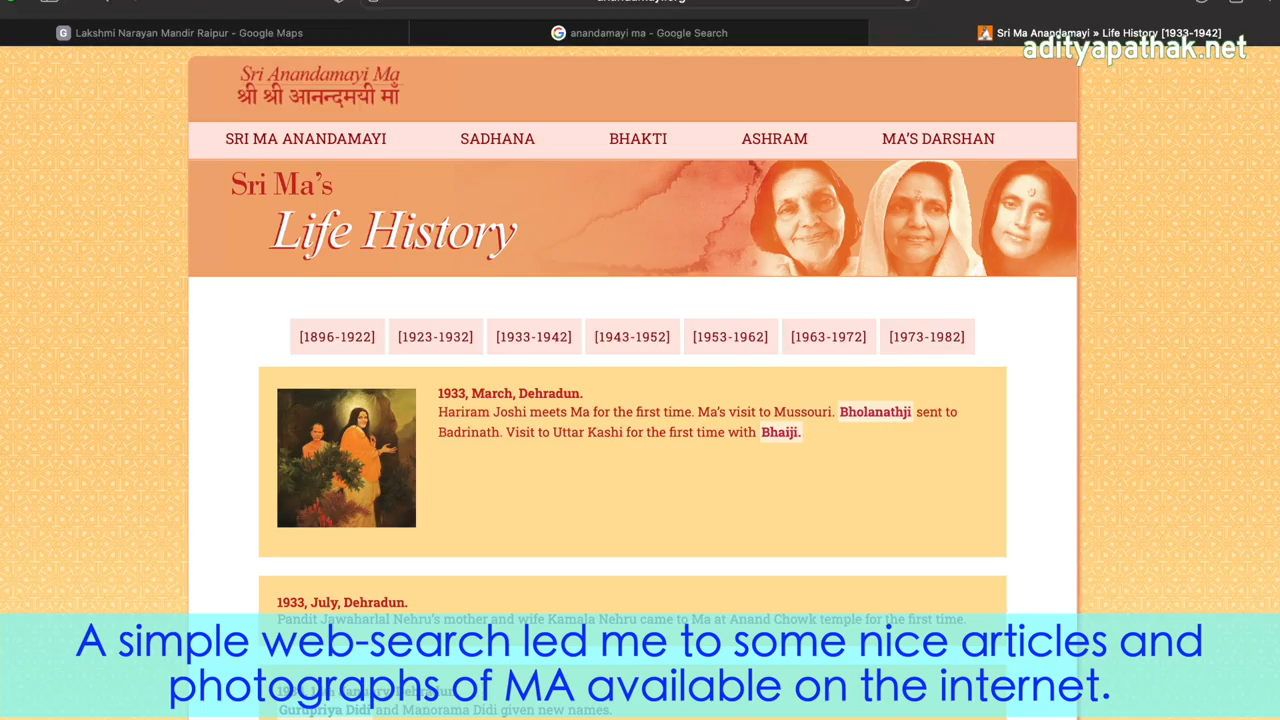 Lakshmi Narayan Mandir Raipur - Google Maps
anandamayi ma - Google Search
Sri Ma Anandamayi » Life History [1933-1942]
adityapathak.net
Sri Anandamayi Ma
श्री श्री आनन्दमयी माँ
SRI MA ANANDAMAYI SADHANA BHAKTI ASHRAM MA'S DARSHAN
Sri Ma's
Life History
[1896-1922] [1923-1932] [1933-1942] [1943-1952] [1953-1962] [1963-1972] [1973-1982]
1933, March, Dehradun.
Hariram Joshi meets Ma for the first time. Ma's visit to Mussouri. Bholanathji sent to
Badrinath. Visit to Uttar Kashi for the first time with Bhaiji.
1933, July, Dehradun.
Pandit Jawaharlal Nehru's mother and wife Kamala Nehru came to Ma at Anand Chowk temple for the first time.
A simple web-search led me to some nice articles and
photographs of MA available on the internet.
Gurupriya Didi and Manorama Didi given new names.